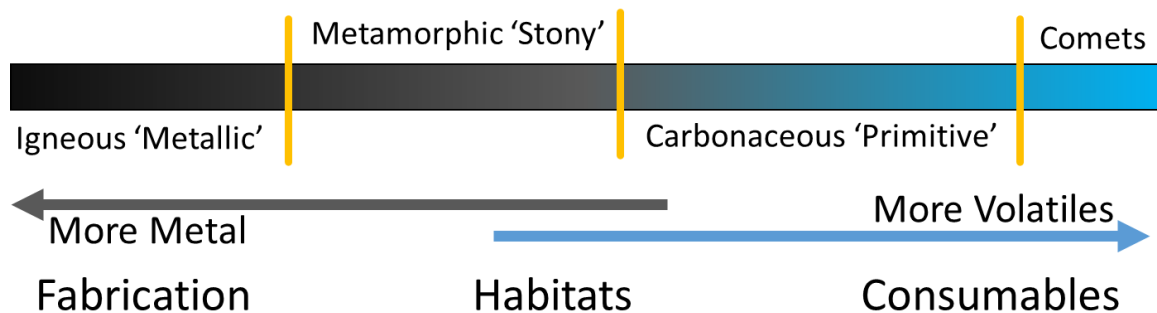 Metamorphic ‘Stony’
Comets
Igneous ‘Metallic’
Carbonaceous ‘Primitive’
More Metal
More Volatiles
Fabrication
Habitats
Consumables